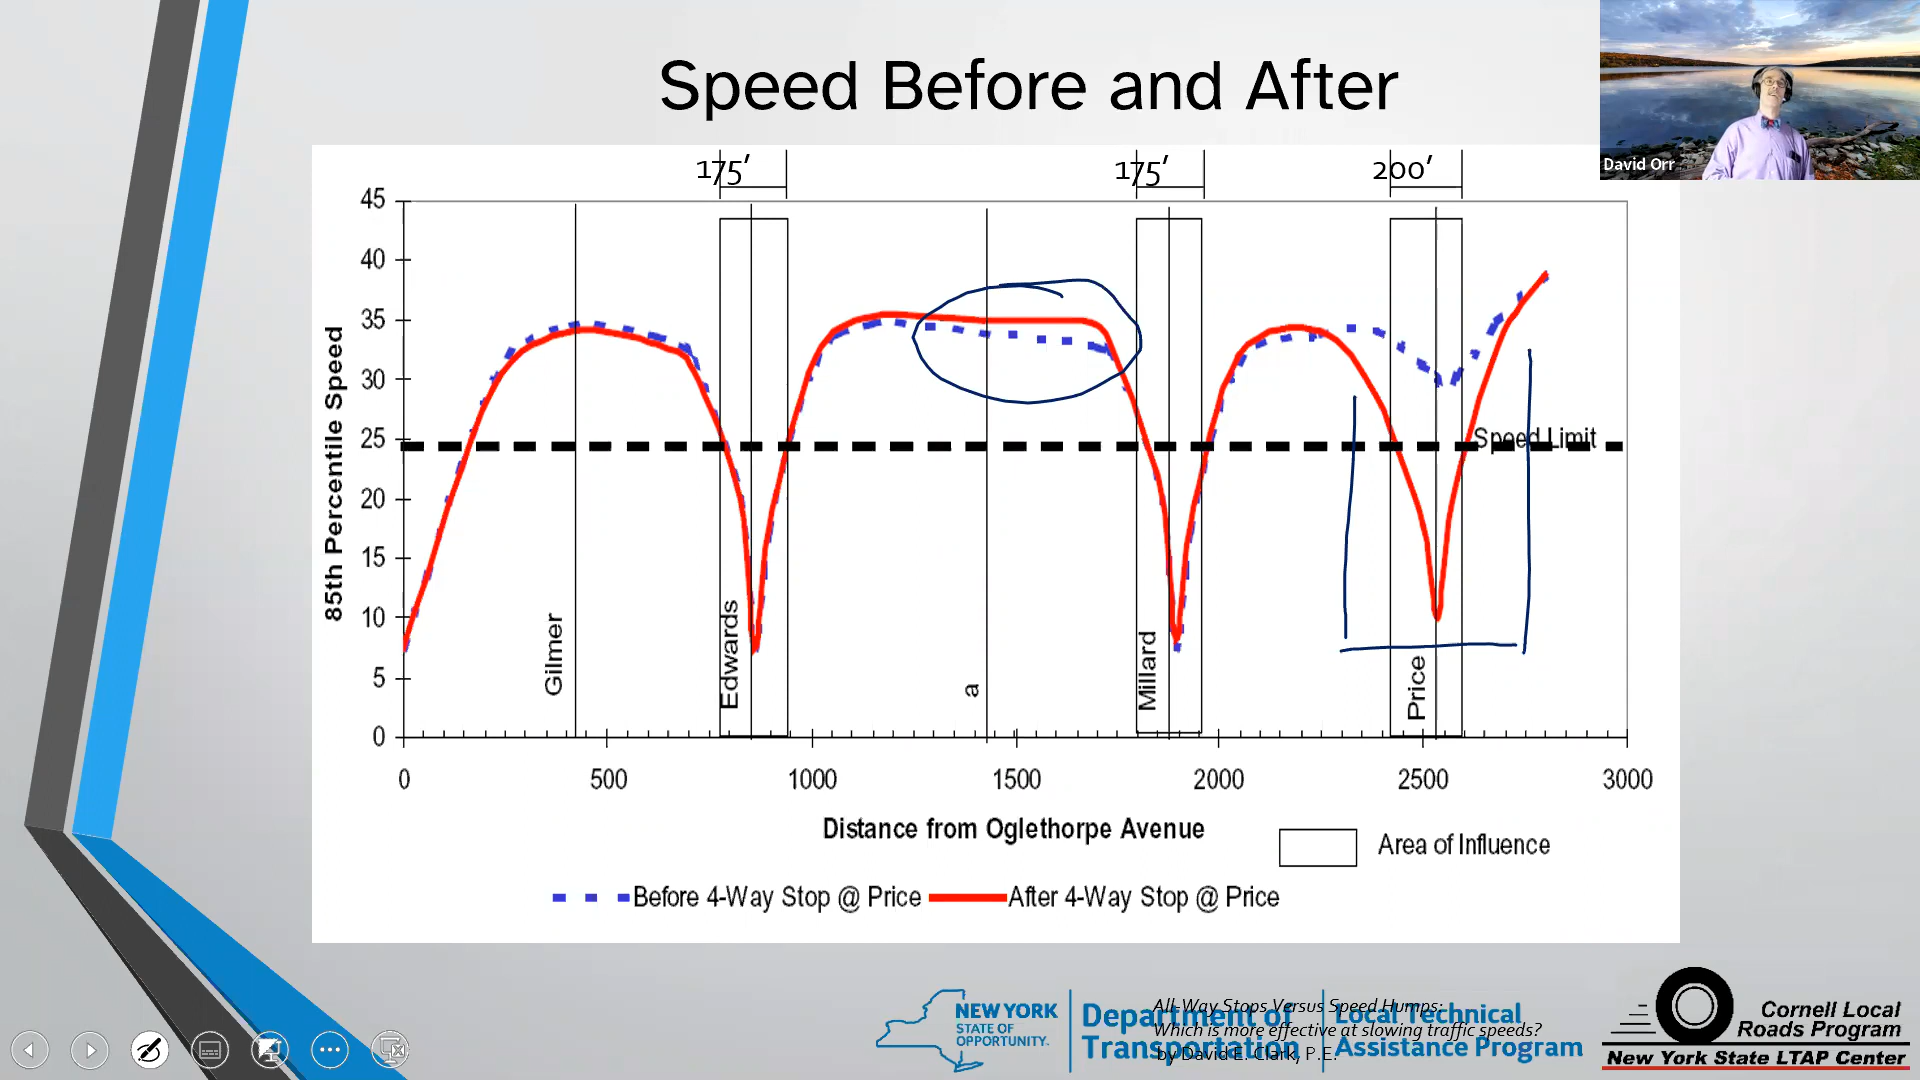 Speed Before and After
David Orr
175'
175'
200'
45
40
35
30
25
20
15
10
5
0
85th Percentile Speed
Speed Limit
Gilmer
Edwards
a
Millard
Price
0
500
1000
1500
2000
2500
3000
Distance from Oglethorpe Avenue
Area of Influence
Before 4-Way Stop @ Price
After 4-Way Stop @ Price
NEW YORK
STATE OF
OPPORTUNITY.
Department of
Transportation
Local Technical
Assistance Program
All-Way Stops Versus Speed Humps:
Which is more effective at slowing traffic speeds?
by David E. Clark, P.E.
Cornell Local
Roads Program
New York State LTAP Center